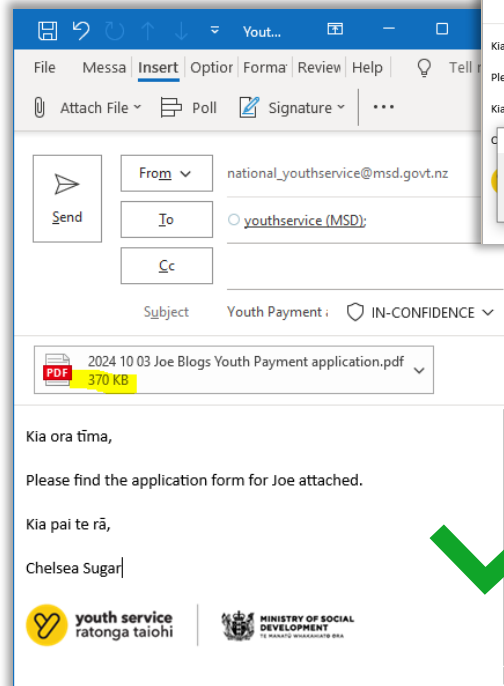 Yout...
File Messa Insert Optior Forma Review Help Tell
Attach File Poll Signature ...
Send
From national_youthservice@msd.govt.nz
To youthservice (MSD);
Cc
Subject Youth Payment IN-CONFIDENCE
PDF 2024 10 03 Joe Blogs Youth Payment application.pdf
370 KB
Kia ora tīma,
Please find the application form for Joe attached.
Kia pai te rā,
Chelsea Sugar
youth service
ratonga taiohi
MINISTRY OF SOCIAL
DEVELOPMENT
TE MANATŪ WHAKAHIATO ORA
Kia
Ple
Kia